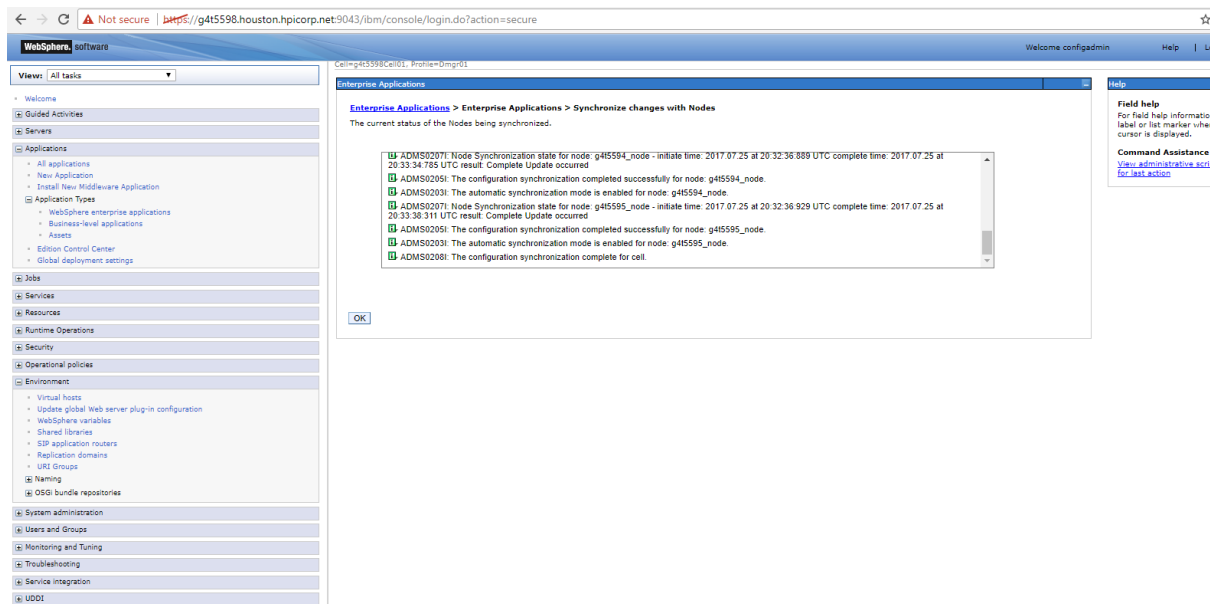 Not secure | https://g4t5598.houston.hpicorp.net:9043/ibm/console/login.do?action=secure
WebSphere. software
Welcome configadmin Help |
Cell=g4t5598Cell01, Profile=Dmgr01
View: All tasks
Welcome
Guided Activities
Servers
Applications
All applications
New Application
Install New Middleware Application
Application Types
WebSphere enterprise applications
Business-level applications
Assets
Edition Control Center
Global deployment settings
Jobs
Services
Resources
Runtime Operations
Security
Operational policies
Environment
Virtual hosts
Update global Web server plug-in configuration
WebSphere variables
Shared libraries
SIP application routers
Replication domains
URI Groups
Naming
OSGi bundle repositories
System administration
Users and Groups
Monitoring and Tuning
Troubleshooting
Service integration
UDDI
Enterprise Applications
Enterprise Applications > Enterprise Applications > Synchronize changes with Nodes
The current status of the Nodes being synchronized.
ADMS0207I: Node Synchronization state for node: g4t5594_node - initiate time: 2017.07.25 at 20:32:36:889 UTC complete time: 2017.07.25 at
20:33:34:785 UTC result: Complete Update occurred
ADMS0205I: The configuration synchronization completed successfully for node: g4t5594_node.
ADMS0203I: The automatic synchronization mode is enabled for node: g4t5594_node.
ADMS0207I: Node Synchronization state for node: g4t5595_node - initiate time: 2017.07.25 at 20:32:36:929 UTC complete time: 2017.07.25 at
20:33:38:311 UTC result: Complete Update occurred
ADMS0205I: The configuration synchronization completed successfully for node: g4t5595_node.
ADMS0203I: The automatic synchronization mode is enabled for node: g4t5595_node.
ADMS0208I: The configuration synchronization complete for cell.
OK
Help
Field help
For field help informatio
label or list marker whe
cursor is displayed.
Command Assistance
View administrative scri
for last action